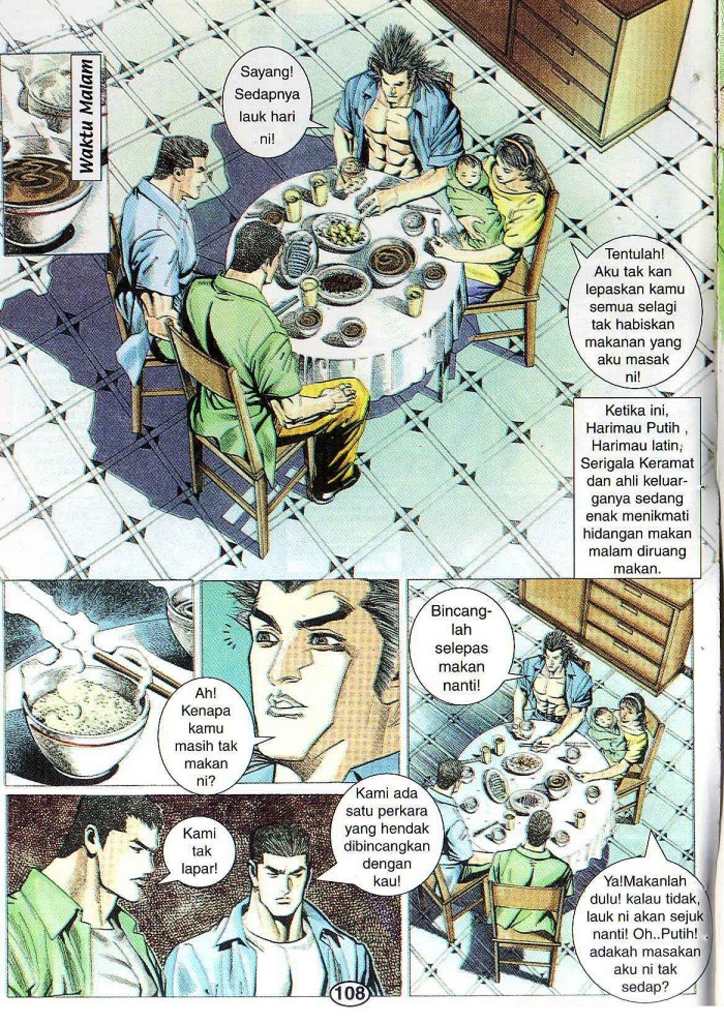 Waktu Malam
Sayang!
Sedapnya
lauk hari
ni!
Tentulah!
Aku tak kan
lepaskan kamu
semua selagi
tak habiskan
makanan yang
aku masak
ni!
Ketika ini,
Harimau Putih ,
Harimau latin,
Serigala Keramat
dan ahli keluar-
ganya sedang
enak menikmati
hidangan makan
malam diruang
makan.
Ah!
Kenapa
kamu
masih tak
makan
ni?
Kami
tak
lapar!
Kami ada
satu perkara
yang hendak
dibincangkan
dengan
kau!
Bincang-
lah
selepas
makan
nanti!
Ya!Makanlah
dulu! kalau tidak,
lauk ni akan sejuk
nanti! Oh..Putih!
adakah masakan
aku ni tak
sedap?
108